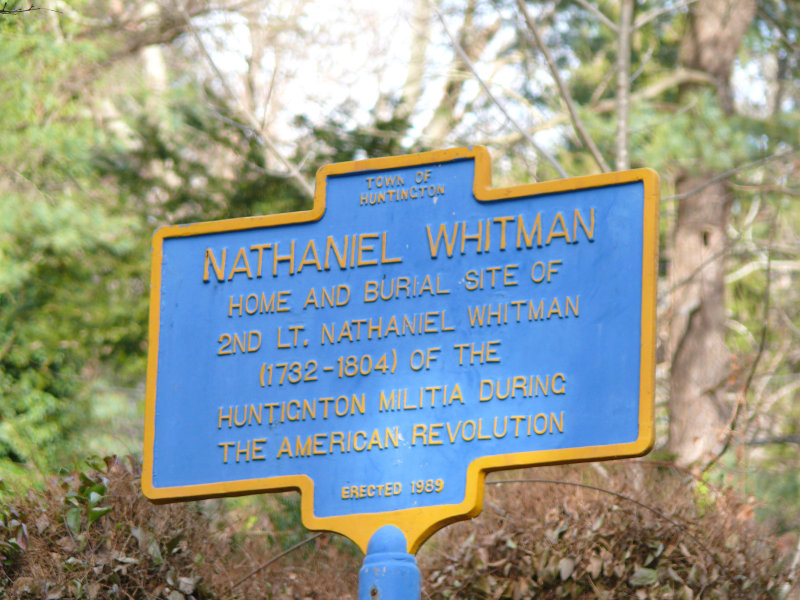 TOWN OF
HUNTINGTON
NATHANIEL WHITMAN
HOME AND BURIAL SITE OF
2ND LT. NATHANIEL WHITMAN
(1732-1804) OF THE
HUNTIGNTON MILITIA DURING
THE AMERICAN REVOLUTION
ERECTED 1989